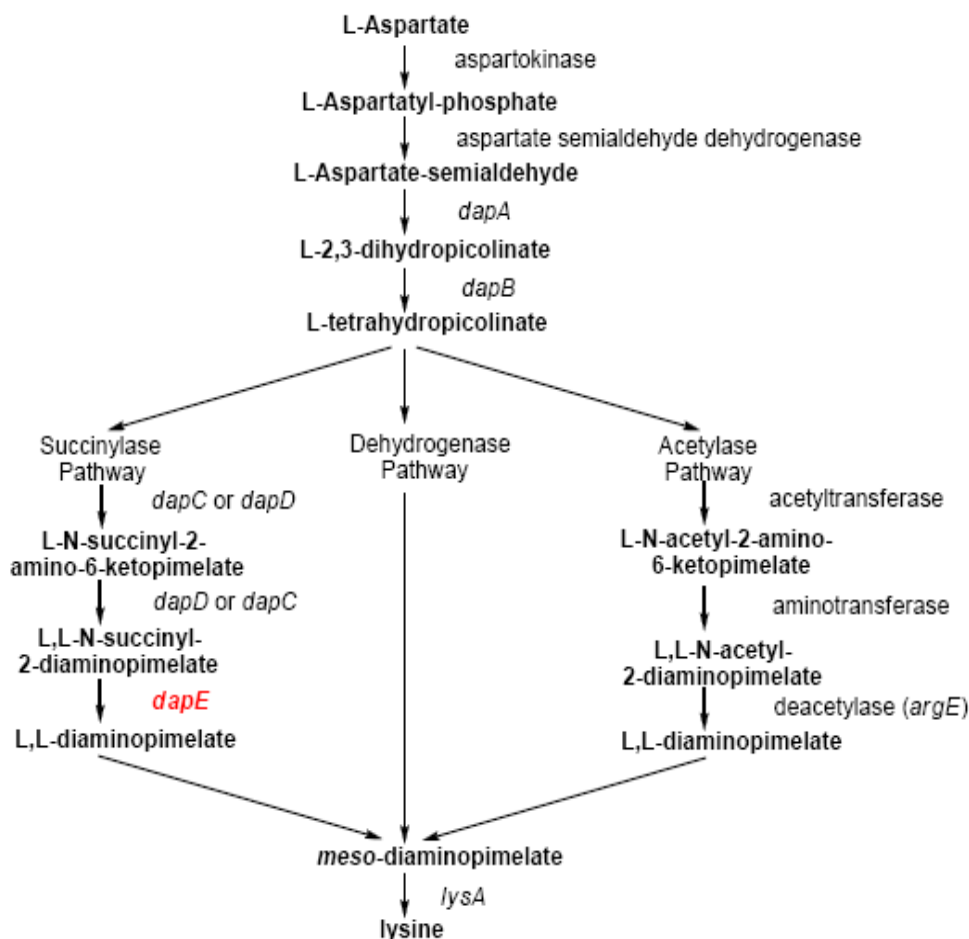 L-Aspartate
aspartokinase
L-Aspartatyl-phosphate
aspartate semialdehyde dehydrogenase
L-Aspartate-semialdehyde
dapA
L-2,3-dihydropicolinate
dapB
L-tetrahydropicolinate
Succinylase
Pathway
dapC or dapD
L-N-succinyl-2-
amino-6-ketopimelate
dapD or dapC
L,L-N-succinyl-
2-diaminopimelate
dapE
L,L-diaminopimelate
Dehydrogenase
Pathway
Acetylase
Pathway
acetyltransferase
L-N-acetyl-2-amino-
6-ketopimelate
aminotransferase
L,L-N-acetyl-
2-diaminopimelate
deacetylase (argE)
L,L-diaminopimelate
meso-diaminopimelate
lysA
lysine